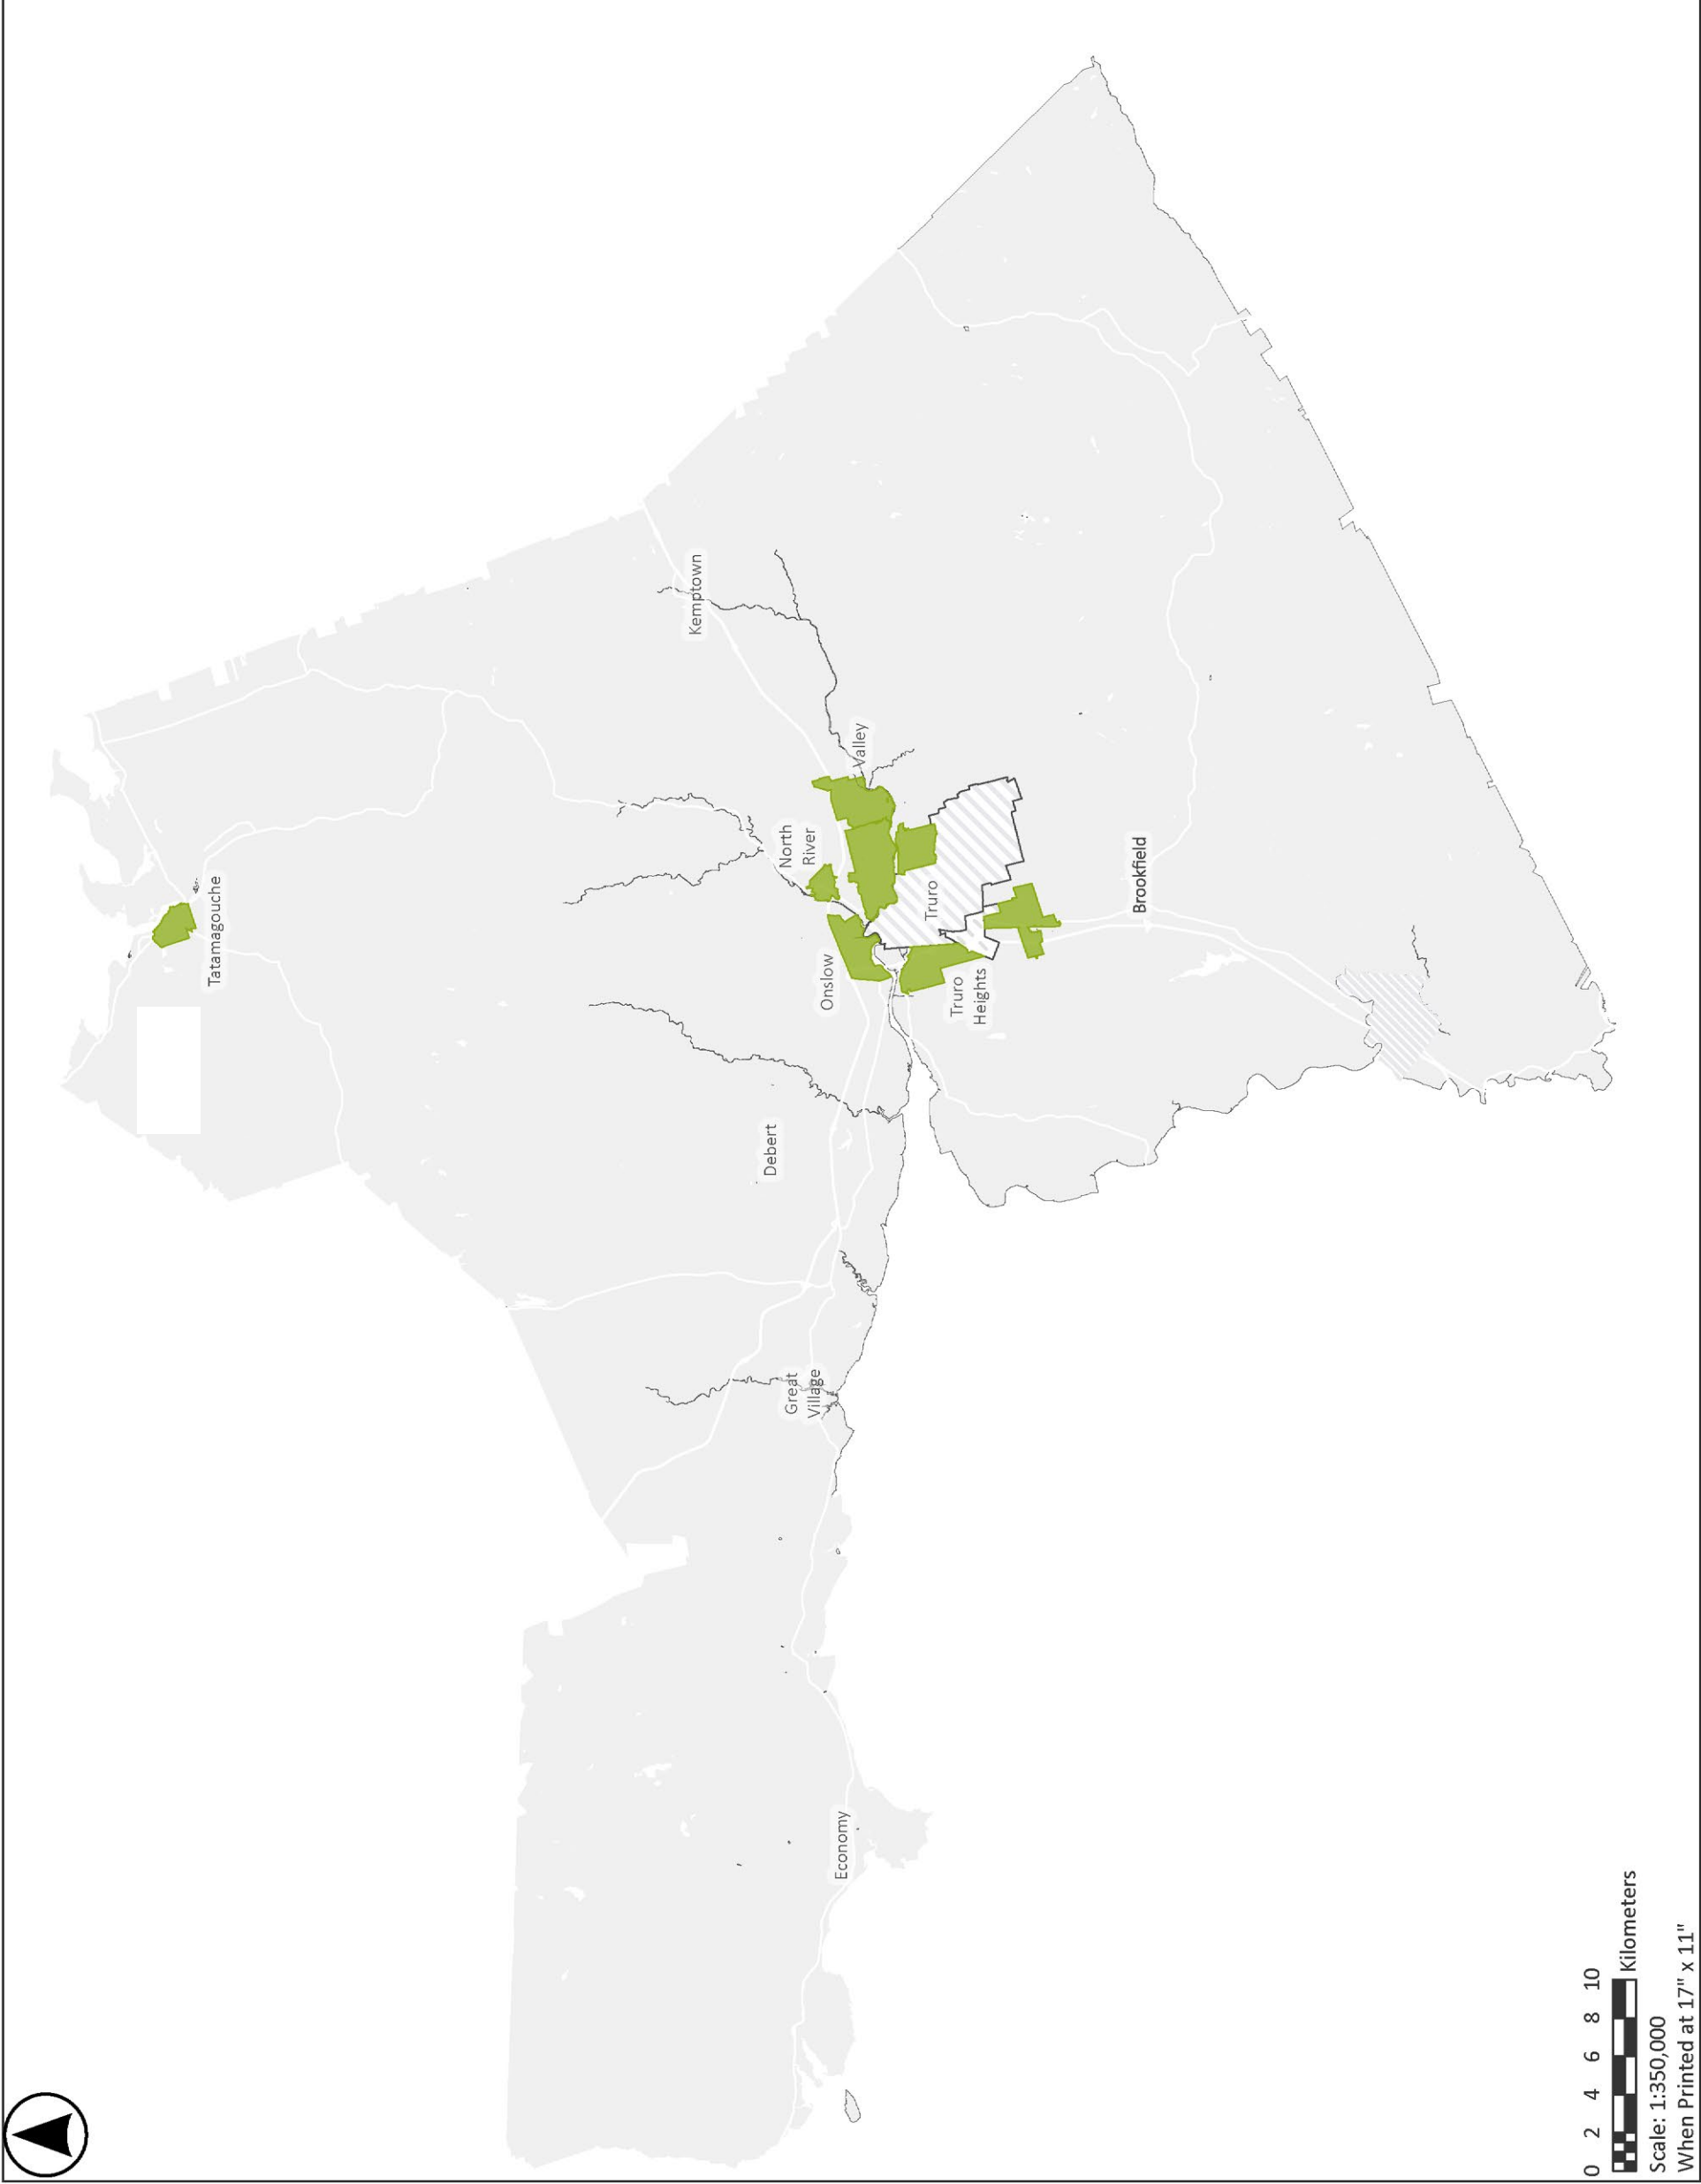 Tatamagouche
Kemptown
North
River
Valley
Onslow
Truro
Truro
Heights
Debert
Brookfield
Great
Village
Economy
0 2 4 6 8 10
Kilometers
Scale: 1:350,000
When Printed at 17" x 11"